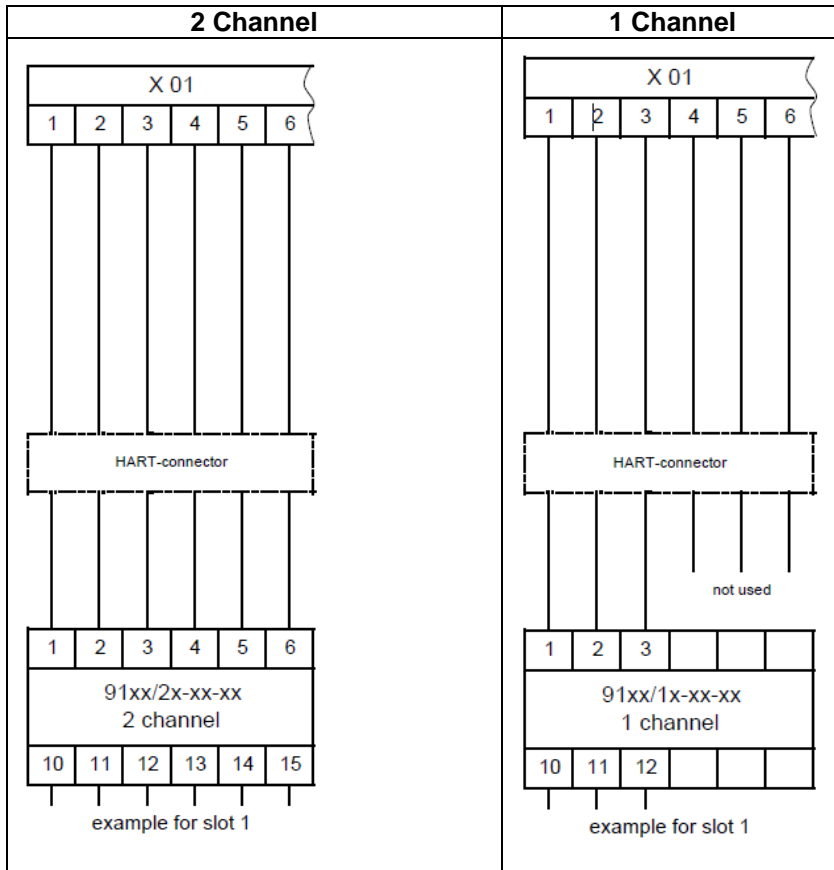 2 Channel
X 01
1 2 3 4 5 6
HART-connector
1 2 3 4 5 6
91xx/2x-xx-xx
2 channel
10 11 12 13 14 15
example for slot 1
1 Channel
X 01
1 2 3 4 5 6
HART-connector
not used
1 2 3
91xx/1x-xx-xx
1 channel
10 11 12
example for slot 1